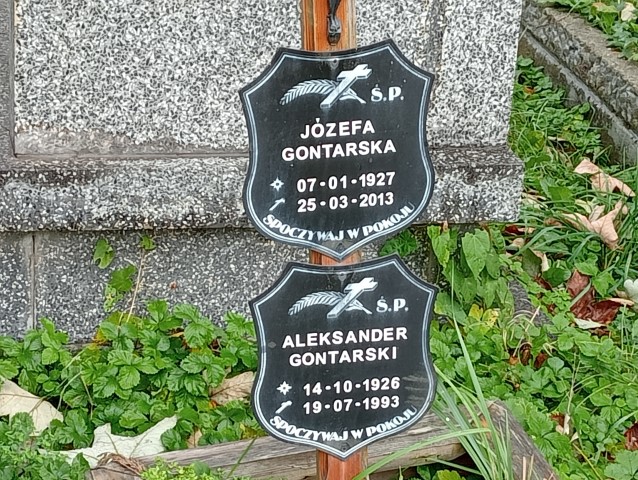 Ś.P.
JÓZEFA
GONTARSKA
07-01-1927
25-03-2013
SPOCZYWAJ W POKOJU
Ś.P.
ALEKSANDER
GONTARSKI
14-10-1926
19-07-1993
SPOCZYWAJ W POKOJU